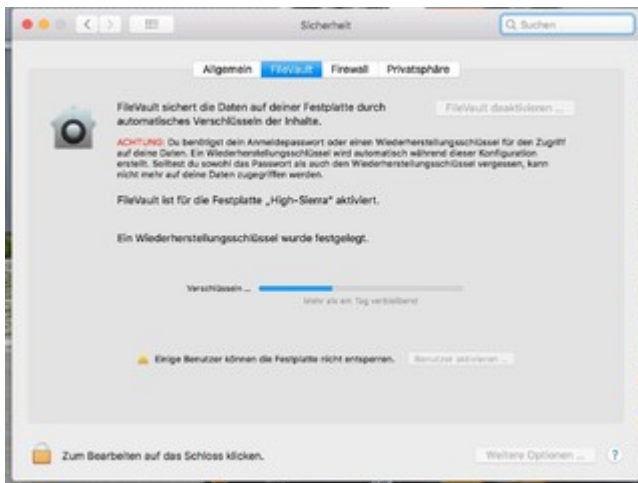 Sicherheit
Suchen
Allgemein FileVault Firewall Privatsphäre
FileVault sichert die Daten auf deiner Festplatte durch
automatisches Verschlüsseln der Inhalte.
FileVault deaktivieren ...
ACHTUNG: Du benötigst dein Anmeldepasswort oder einen Wiederherstellungsschlüssel für den Zugriff
auf deine Daten. Ein Wiederherstellungsschlüssel wird automatisch während dieser Konfiguration
erstellt. Solltest du sowohl das Passwort als auch den Wiederherstellungsschlüssel vergessen, kann
nicht mehr auf deine Daten zugegriffen werden.
FileVault ist für die Festplatte „High-Sierra“ aktiviert.
Ein Wiederherstellungsschlüssel wurde festgelegt.
Verschlüsseln ...
Mehr als ein Tag verbleibend
Einige Benutzer können die Festplatte nicht entsperren.
Benutzer aktivieren ...
Zum Bearbeiten auf das Schloss klicken.
Weitere Optionen ...
?